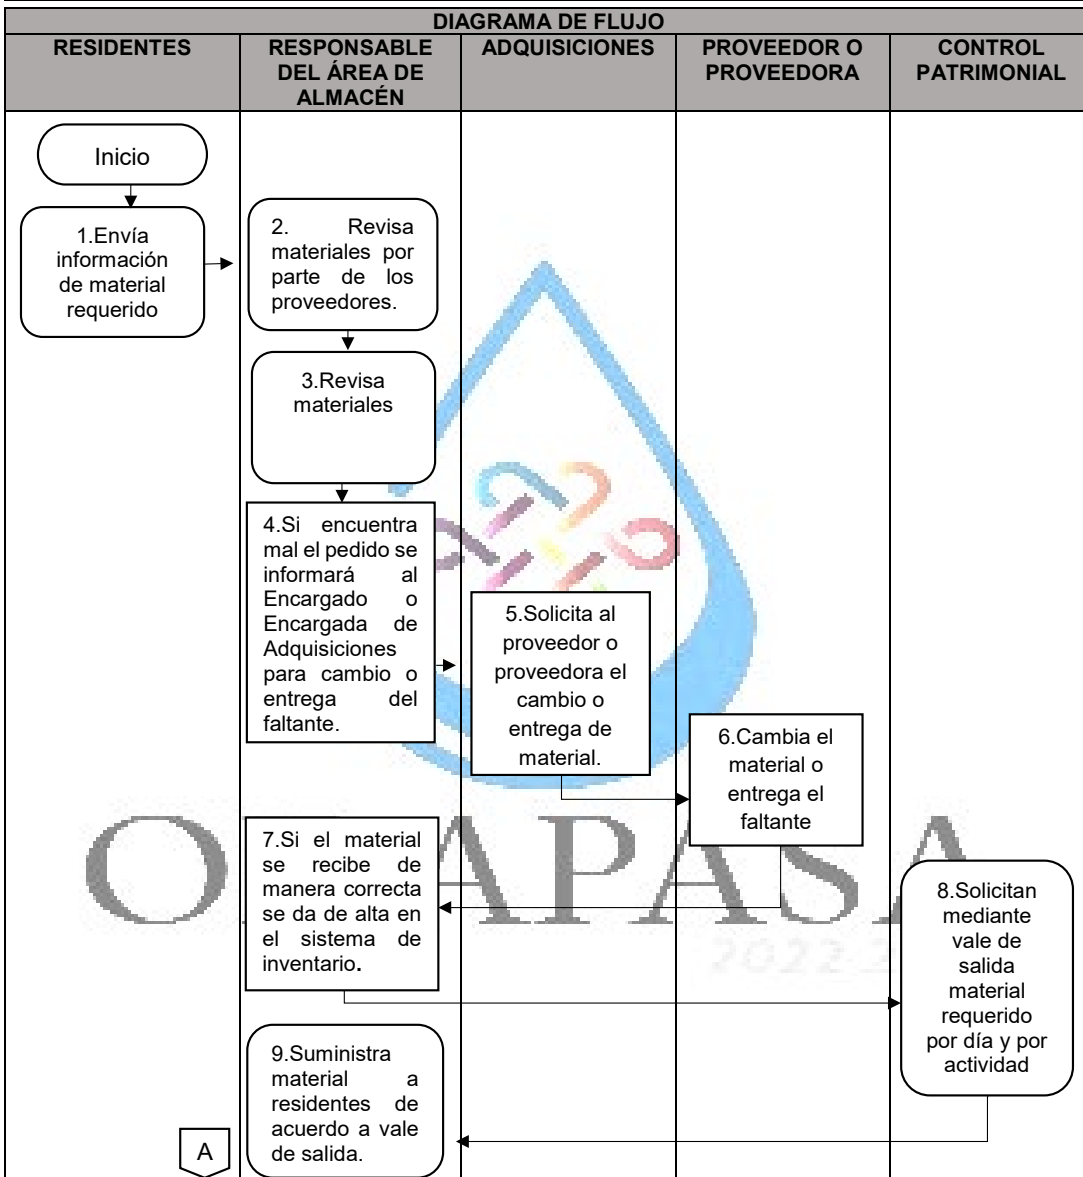 DIAGRAMA DE FLUJO
RESIDENTES
RESPONSABLE
DEL ÁREA DE
ALMACÉN
ADQUISICIONES
PROVEEDOR O
PROVEEDORA
CONTROL
PATRIMONIAL
Inicio
1.Envía
información
de material
requerido
2. Revisa
materiales por
parte de los
proveedores.
3.Revisa
materiales
4.Si encuentra
mal el pedido se
informará al
Encargado o
Encargada de
Adquisiciones
para cambio o
entrega del
faltante.
5.Solicita al
proveedor o
proveedora el
cambio o
entrega de
material.
6.Cambia el
material o
entrega el
faltante
7.Si el material
se recibe de
manera correcta
se da de alta en
el sistema de
inventario.
8.Solicitan
mediante
vale de
salida
material
requerido
por día y por
actividad
9.Suministra
material a
residentes de
acuerdo a vale
de salida.
A